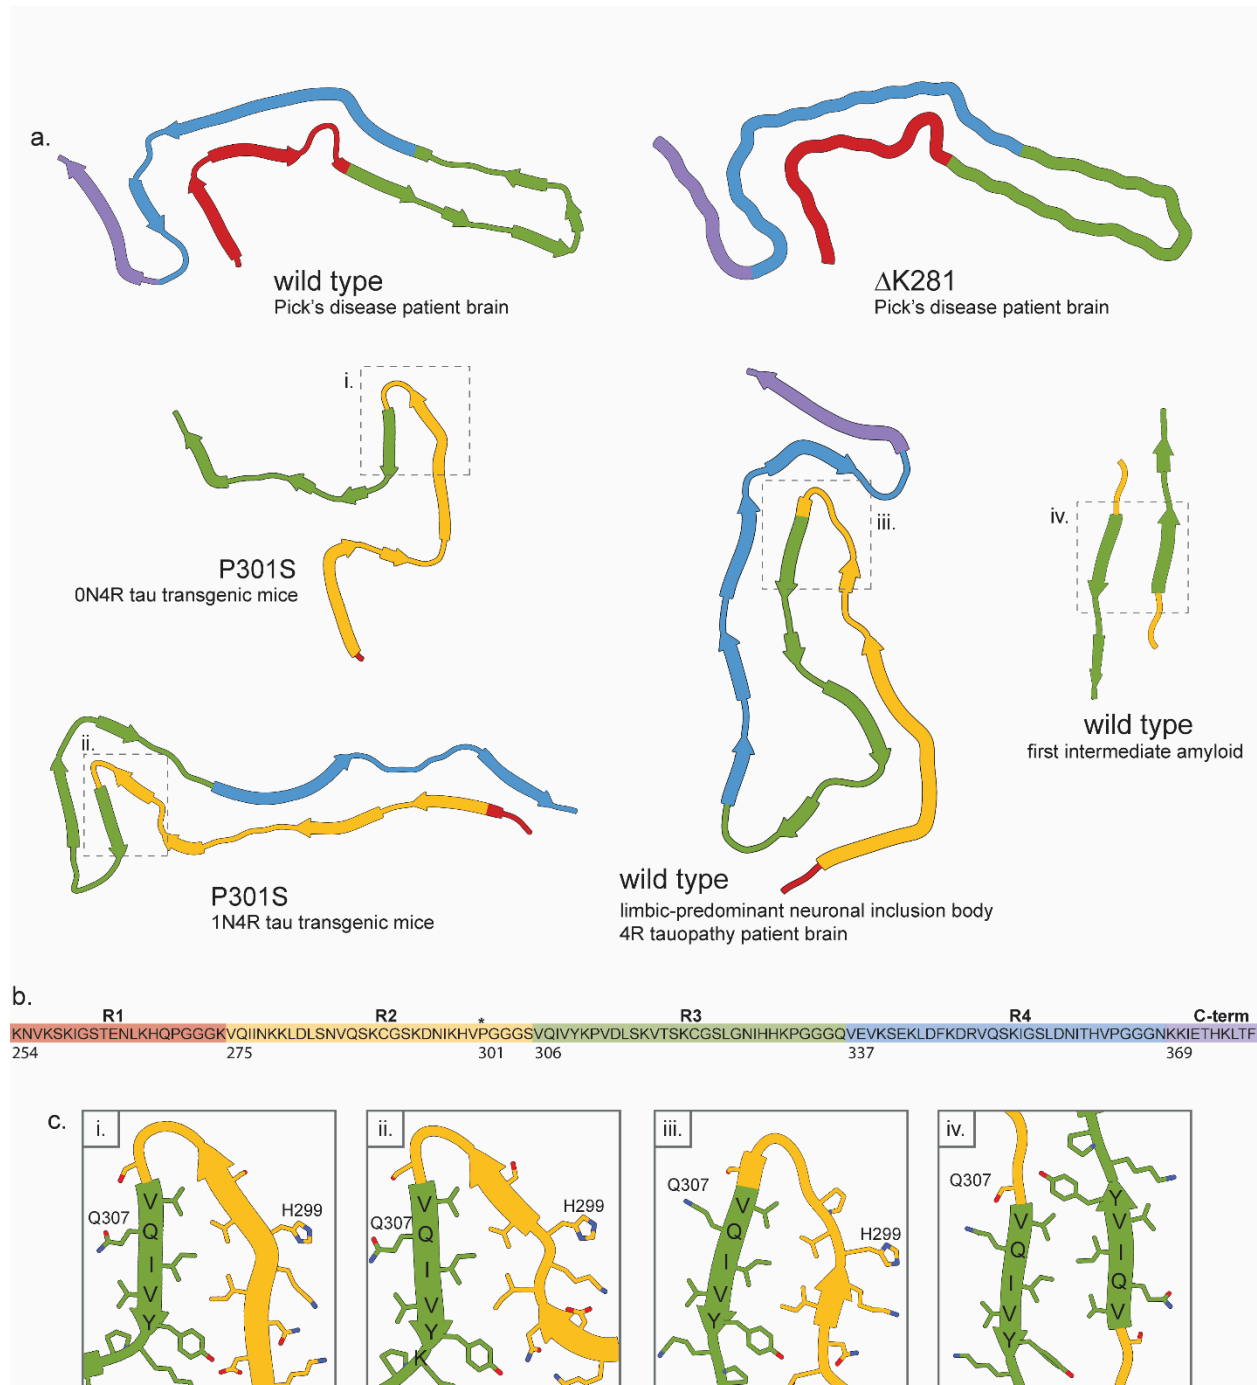 a.
wild type
Pick's disease patient brain
ΔK281
Pick's disease patient brain
i.
P301S
0N4R tau transgenic mice
iii.
iv.
wild type
first intermediate amyloid
ii.
P301S
1N4R tau transgenic mice
wild type
limbic-predominant neuronal inclusion body
4R tauopathy patient brain
b.
R1 R2 * R3 R4 C-term
KNVKSKIGSTENLKHQPGGGKVQIINKKLDLSNVQSKCGSKDNIKHVPGGGSVQIVYKPVDLSKVTSKCGSLGNIHHKPGGGQVEVKSEKLDFKDRVQSKIGSLDNITHVPGGGNKKIETHKLTF
254 275 301 306 337 369
c.
i. ii. iii. iv.
Q307 H299 V Q I V Y
Q307 H299 V Q I V Y K
Q307 H299 V Q I V Y
Q307 V Q I V Y Y V I Q V